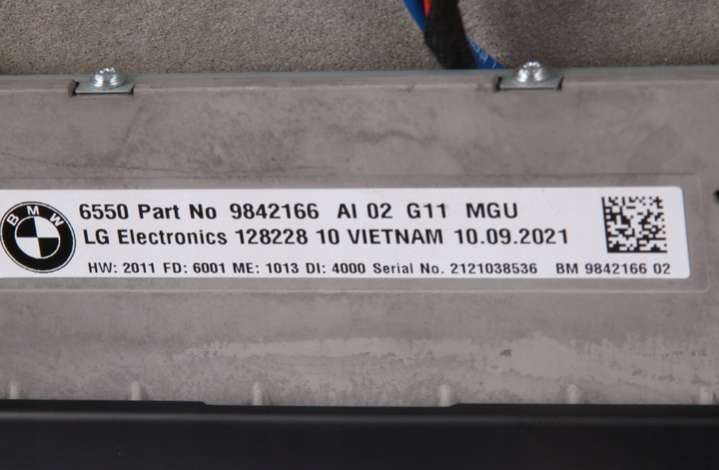 BMW
6550 Part No 9842166 AI 02 G11 MGU
LG Electronics 128228 10 VIETNAM 10.09.2021
HW: 2011 FD: 6001 ME: 1013 DI: 4000 Serial No. 2121038536 BM 9842166 02